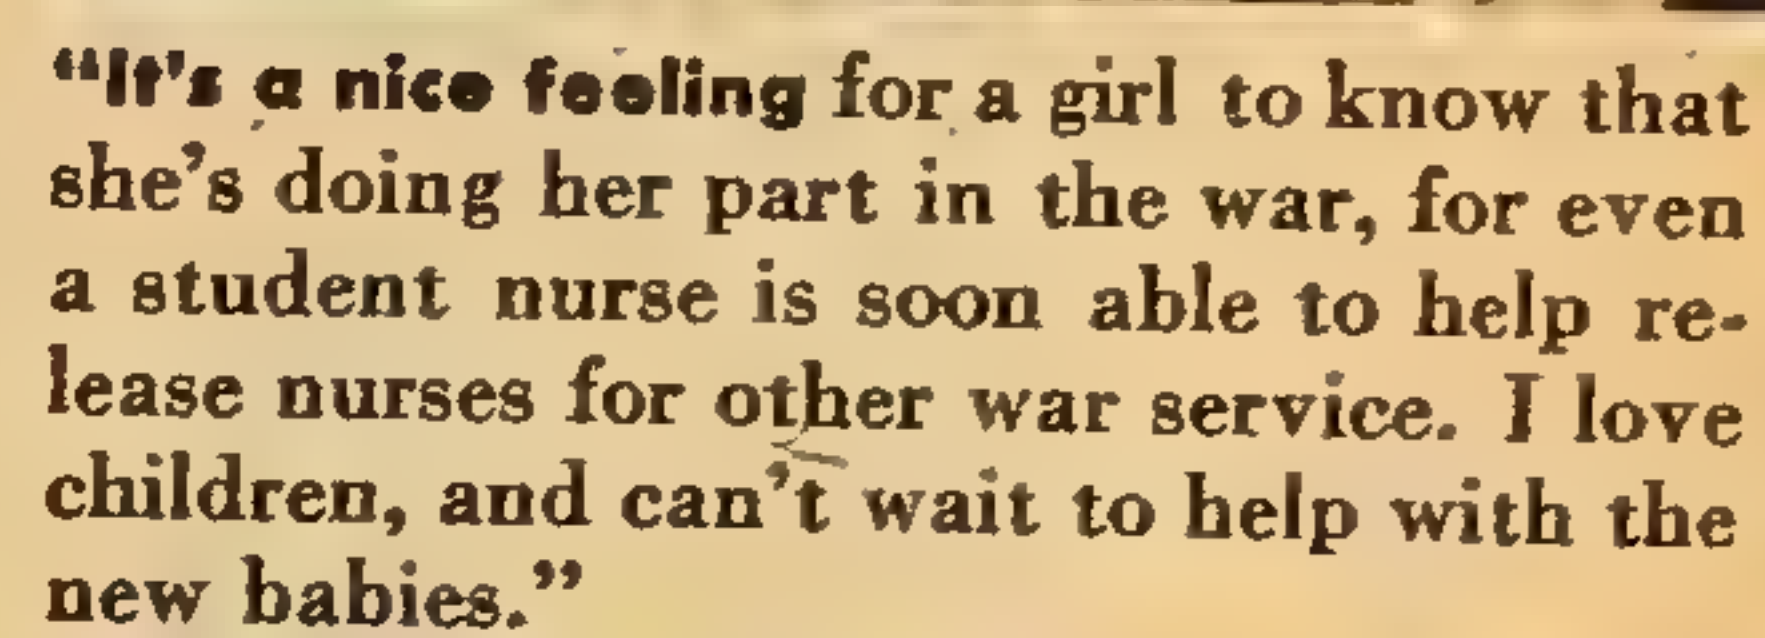 “It's a nice feeling for a girl to know that
she’s doing her part in the war, for even
a student nurse is soon able to help re-
lease nurses for other war service. I love
children, and can’t wait to help with the
new babies.”